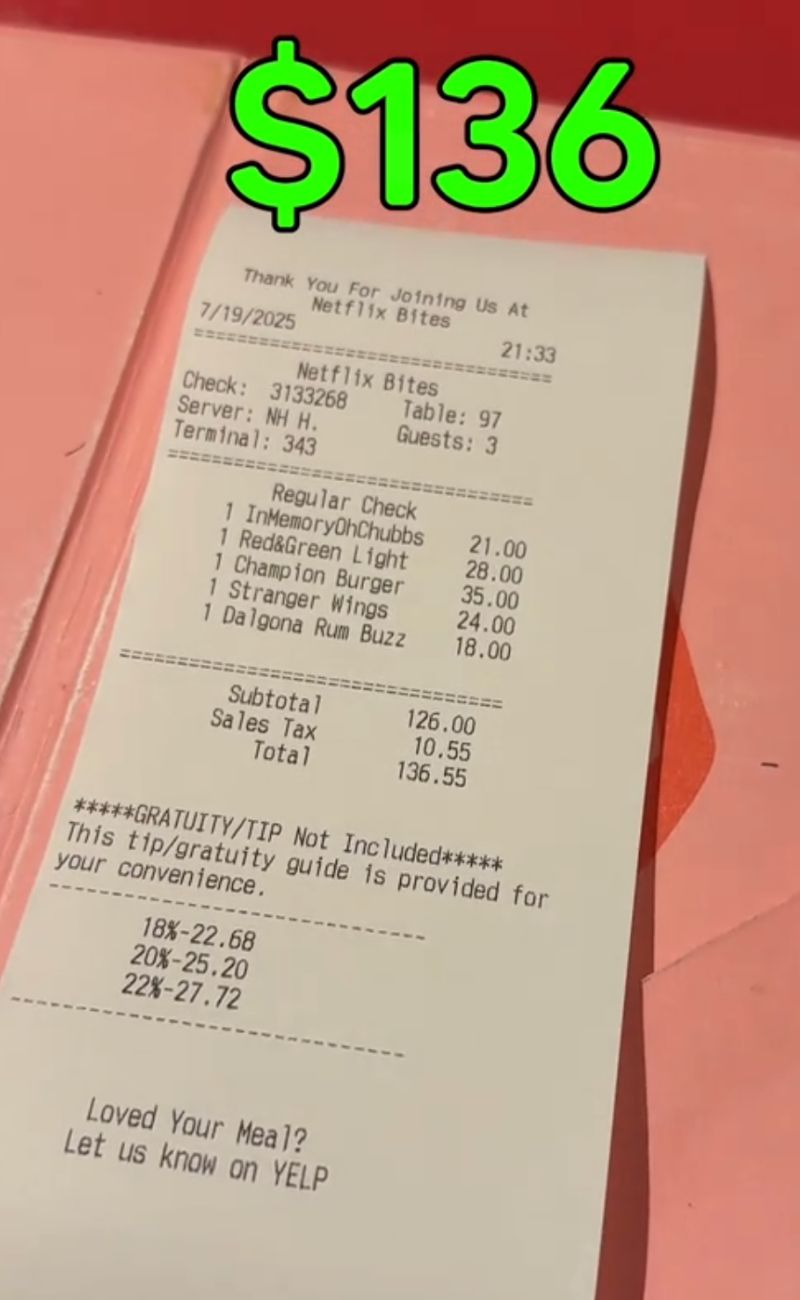 $136
Thank You For Joining Us At
Netflix Bites
7/19/2025 21:33
================================
Netflix Bites
Check: 3133268 Table: 97
Server: NH H. Guests: 3
Terminal: 343
================================
Regular Check
1 InMemoryOhChubbs 21.00
1 Red&Green Light 28.00
1 Champion Burger 35.00
1 Stranger Wings 24.00
1 Dalgona Rum Buzz 18.00
================================
Subtotal 126.00
Sales Tax 10.55
Total 136.55
*****GRATUITY/TIP Not Included*****
This tip/gratuity guide is provided for
your convenience.
--------------------------------
18%-22.68
20%-25.20
22%-27.72
--------------------------------
Loved Your Meal?
Let us know on YELP